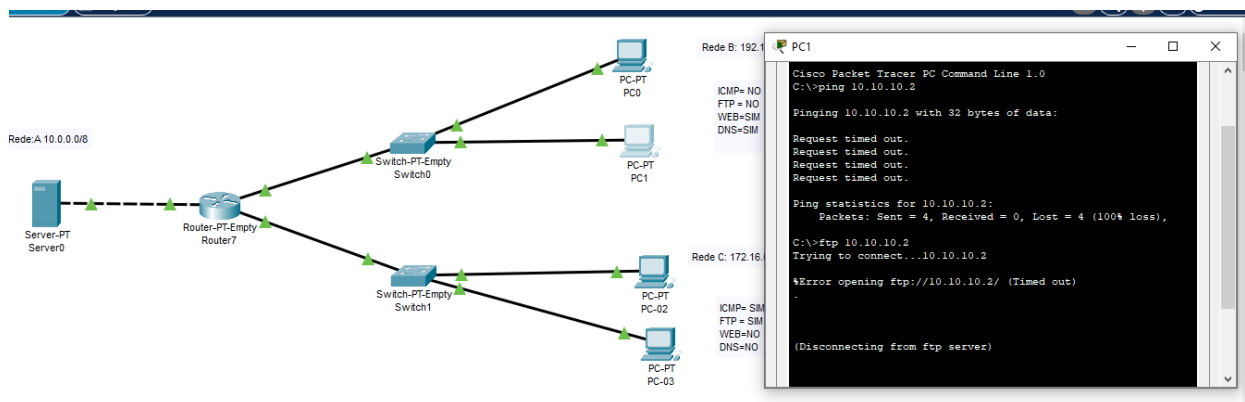 Rede:A 10.0.0.0/8
Server-PT
Server0
Router-PT-Empty
Router7
Switch-PT-Empty
Switch0
Switch-PT-Empty
Switch1
PC-PT
PC0
PC-PT
PC1
PC-PT
PC-02
PC-PT
PC-03
Rede B: 192.1
ICMP= NO
FTP = NO
WEB=SIM
DNS=SIM
Rede C: 172.16.
ICMP= SIM
FTP = SIM
WEB=NO
DNS=NO
PC1
Cisco Packet Tracer PC Command Line 1.0
C:\>ping 10.10.10.2
Pinging 10.10.10.2 with 32 bytes of data:
Request timed out.
Request timed out.
Request timed out.
Request timed out.
Ping statistics for 10.10.10.2:
Packets: Sent = 4, Received = 0, Lost = 4 (100% loss),
C:\>ftp 10.10.10.2
Trying to connect...10.10.10.2
%Error opening ftp://10.10.10.2/ (Timed out)
.
(Disconnecting from ftp server)